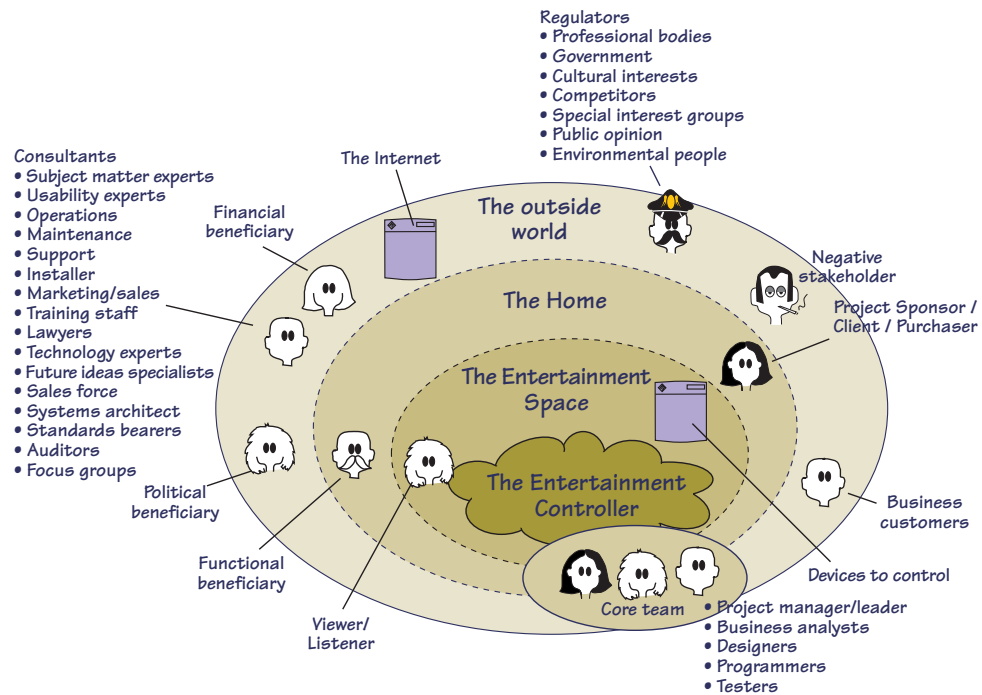 Regulators
• Professional bodies
• Government
• Cultural interests
• Competitors
• Special interest groups
• Public opinion
• Environmental people
Consultants
• Subject matter experts
• Usability experts
• Operations
• Maintenance
• Support
• Installer
• Marketing/sales
• Training staff
• Lawyers
• Technology experts
• Future ideas specialists
• Sales force
• Systems architect
• Standards bearers
• Auditors
• Focus groups
The Internet
Financial
beneficiary
The outside
world
Negative
stakeholder
Project Sponsor /
Client / Purchaser
The Home
The Entertainment
Space
The Entertainment
Controller
Political
beneficiary
Functional
beneficiary
Viewer/
Listener
Business
customers
Devices to control
Core team
• Project manager/leader
• Business analysts
• Designers
• Programmers
• Testers